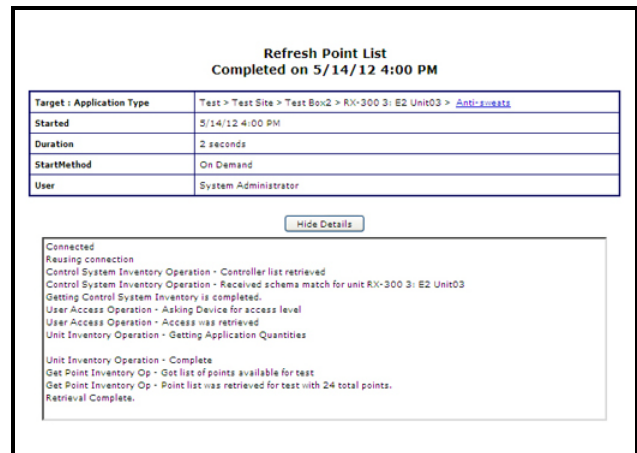 Refresh Point List
Completed on 5/14/12 4:00 PM
Target : Application Type Test > Test Site > Test Box2 > RX-300 3: E2 Unit03 > Anti-sweats
Started 5/14/12 4:00 PM
Duration 2 seconds
StartMethod On Demand
User System Administrator
Hide Details
Connected
Reusing connection
Control System Inventory Operation - Controller list retrieved
Control System Inventory Operation - Received schema match for unit RX-300 3: E2 Unit03
Getting Control System Inventory is completed.
User Access Operation - Asking Device for access level
User Access Operation - Access was retrieved
Unit Inventory Operation - Getting Application Quantities
Unit Inventory Operation - Complete
Get Point Inventory Op - Got list of points available for test
Get Point Inventory Op - Point list was retrieved for test with 24 total points.
Retrieval Complete.